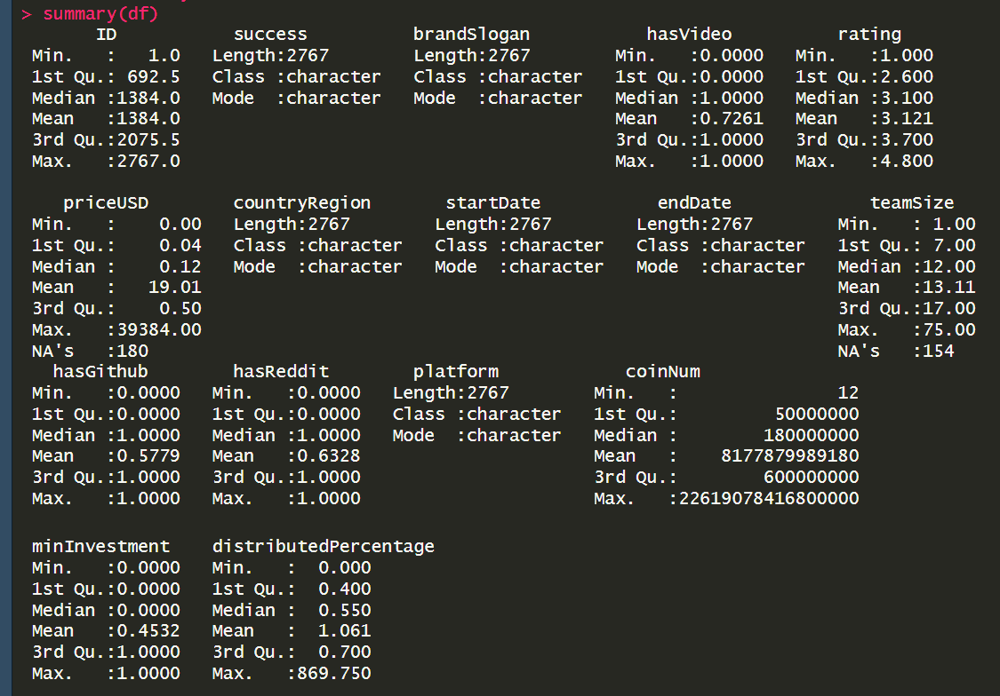 > summary(df)
       ID           success          brandSlogan           hasVideo          rating
 Min.   :   1.0   Length:2767        Length:2767        Min.   :0.0000   Min.   :1.000
 1st Qu.: 692.5   Class :character   Class :character   1st Qu.:0.0000   1st Qu.:2.600
 Median :1384.0   Mode  :character   Mode  :character   Median :1.0000   Median :3.100
 Mean   :1384.0                                         Mean   :0.7261   Mean   :3.121
 3rd Qu.:2075.5                                         3rd Qu.:1.0000   3rd Qu.:3.700
 Max.   :2767.0                                         Max.   :1.0000   Max.   :4.800
    priceUSD        countryRegion       startDate           endDate             teamSize
 Min.   :    0.00   Length:2767        Length:2767        Length:2767        Min.   : 1.00
 1st Qu.:    0.04   Class :character   Class :character   Class :character   1st Qu.: 7.00
 Median :    0.12   Mode  :character   Mode  :character   Mode  :character   Median :12.00
 Mean   :   19.01                                                            Mean   :13.11
 3rd Qu.:    0.50                                                            3rd Qu.:17.00
 Max.   :39384.00                                                            Max.   :75.00
 NA's   :180                                                                 NA's   :154
   hasGithub        hasReddit        platform            coinNum
 Min.   :0.0000   Min.   :0.0000   Length:2767        Min.   :               12
 1st Qu.:0.0000   1st Qu.:0.0000   Class :character   1st Qu.:         50000000
 Median :1.0000   Median :1.0000   Mode  :character   Median :        180000000
 Mean   :0.5779   Mean   :0.6328                      Mean   :    8177879989180
 3rd Qu.:1.0000   3rd Qu.:1.0000                      3rd Qu.:        600000000
 Max.   :1.0000   Max.   :1.0000                      Max.   :22619078416800000
 minInvestment    distributedPercentage
 Min.   :0.0000   Min.   :  0.000
 1st Qu.:0.0000   1st Qu.:  0.400
 Median :0.0000   Median :  0.550
 Mean   :0.4532   Mean   :  1.061
 3rd Qu.:1.0000   3rd Qu.:  0.700
 Max.   :1.0000   Max.   :869.750